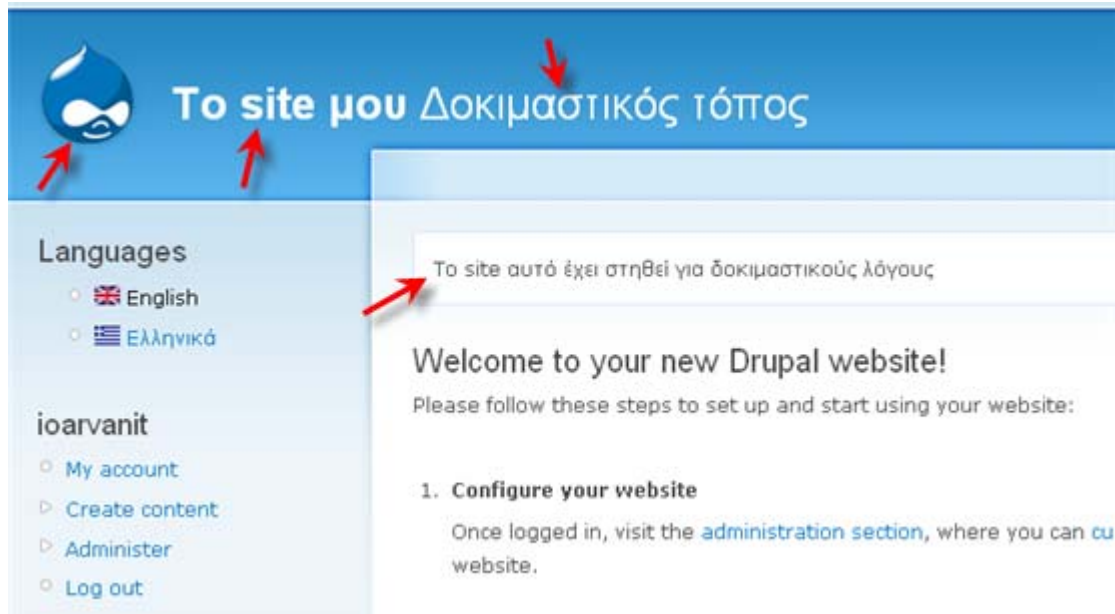 Το site μου Δοκιμαστικός τόπος
Languages
English
Ελληνικά
ioarvanit
My account
Create content
Administer
Log out
Το site αυτό έχει στηθεί για δοκιμαστικούς λόγους
Welcome to your new Drupal website!
Please follow these steps to set up and start using your website:
1. Configure your website
Once logged in, visit the administration section, where you can cu
website.